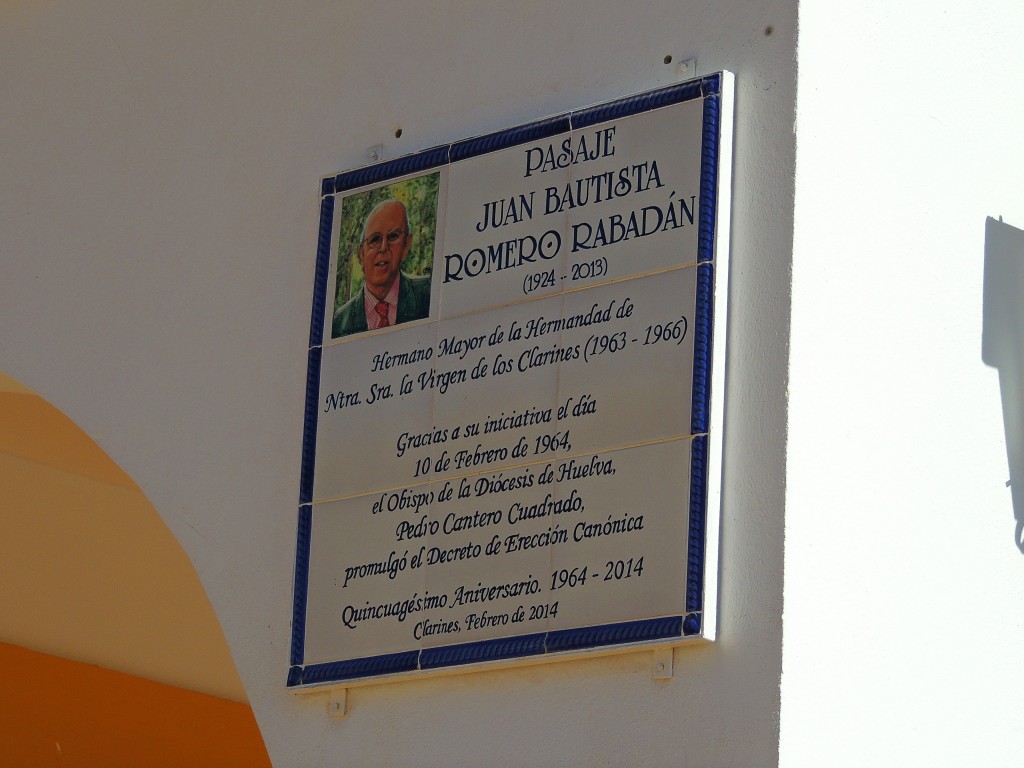 PASAJE
JUAN BAUTISTA
ROMERO RABADÁN
(1924 - 2013)
Hermano Mayor de la Hermandad de
Ntra. Sra. la Virgen de los Clarines (1963 - 1966)
Gracias a su iniciativa el día
10 de Febrero de 1964,
el Obispo de la Diócesis de Huelva,
Pedro Cantero Cuadrado,
promulgó el Decreto de Erección Canónica
Quincuagésimo Aniversario. 1964 - 2014
Clarines, Febrero de 2014